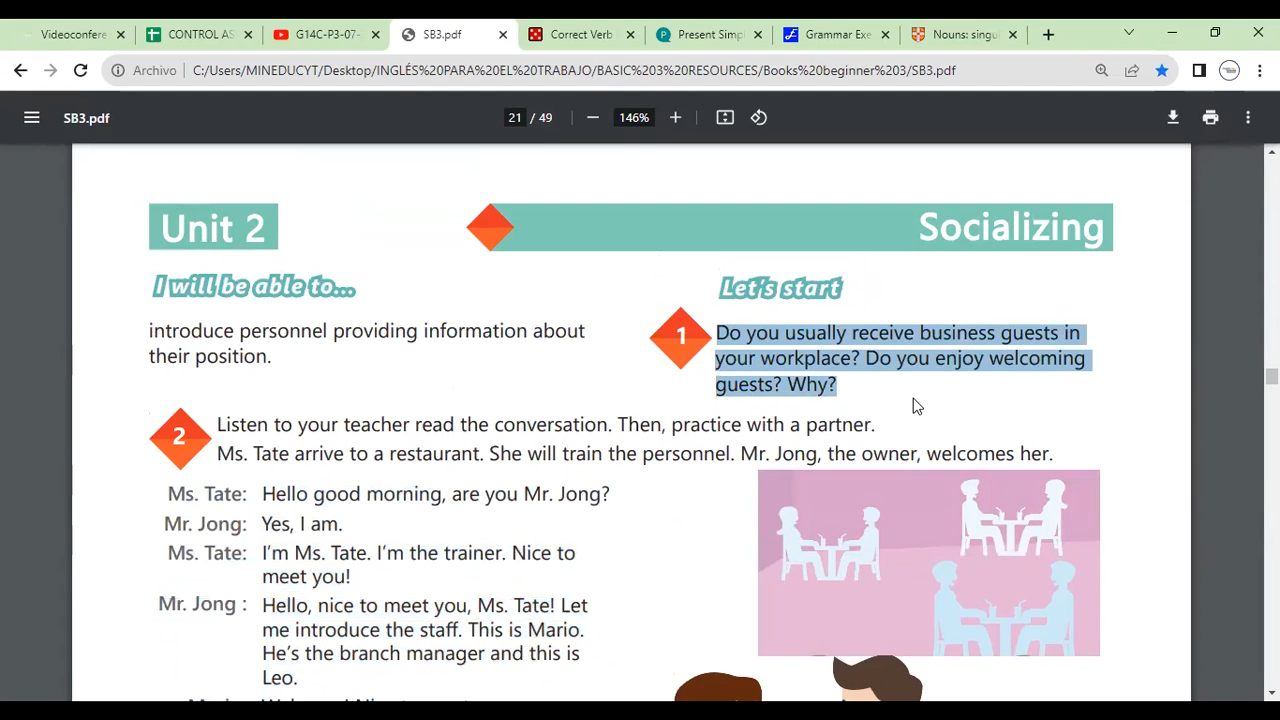 Videoconfere
CONTROL AS
G14C-P3-07-
SB3.pdf
Correct Verb
Present Simpl
Grammar Exe
Nouns: singu
Archivo
C:/Users/MINEDUCYT/Desktop/INGLÉS%20PARA%20EL%20TRABAJO/BASIC%203%20RESOURCES/Books%20beginner%203/SB3.pdf
SB3.pdf
21 / 49
146%
Unit 2
Socializing
I will be able to...
introduce personnel providing information about
their position.
Let's start
1
Do you usually receive business guests in
your workplace? Do you enjoy welcoming
guests? Why?
2
Listen to your teacher read the conversation. Then, practice with a partner.
Ms. Tate arrive to a restaurant. She will train the personnel. Mr. Jong, the owner, welcomes her.
Ms. Tate: Hello good morning, are you Mr. Jong?
Mr. Jong: Yes, I am.
Ms. Tate: I'm Ms. Tate. I'm the trainer. Nice to
meet you!
Mr. Jong : Hello, nice to meet you, Ms. Tate! Let
me introduce the staff. This is Mario.
He's the branch manager and this is
Leo.